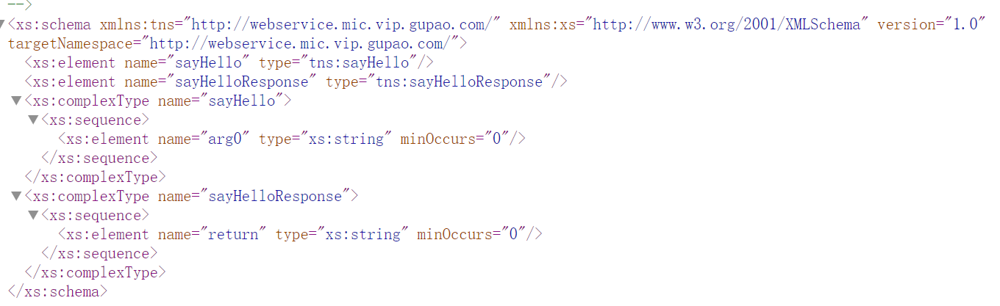 -->
▼<xs:schema xmlns:tns="http://webservice.mic.vip.gupao.com/" xmlns:xs="http://www.w3.org/2001/XMLSchema" version="1.0"
targetNamespace="http://webservice.mic.vip.gupao.com/">
<xs:element name="sayHello" type="tns:sayHello"/>
<xs:element name="sayHelloResponse" type="tns:sayHelloResponse"/>
▼<xs:complexType name="sayHello">
▼<xs:sequence>
<xs:element name="arg0" type="xs:string" minOccurs="0"/>
</xs:sequence>
</xs:complexType>
▼<xs:complexType name="sayHelloResponse">
▼<xs:sequence>
<xs:element name="return" type="xs:string" minOccurs="0"/>
</xs:sequence>
</xs:complexType>
</xs:schema>